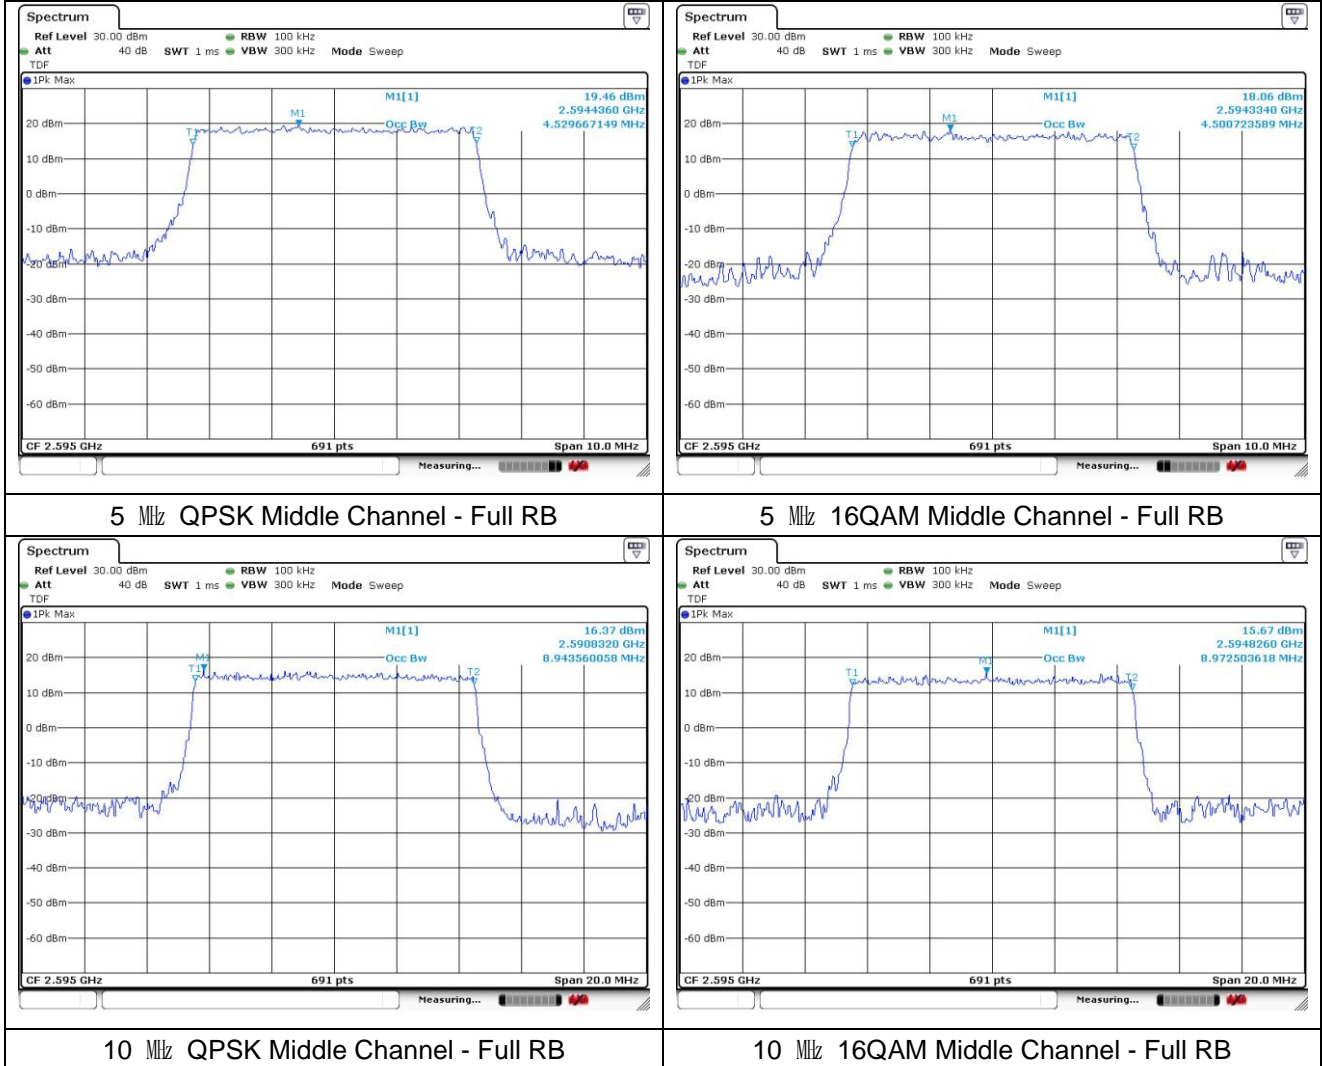 Spectrum
Ref Level 30.00 dBm RBW 100 kHz
Att 40 dB SWT 1 ms VBW 300 kHz Mode Sweep
TDF
1Pk Max
M1[1] 19.46 dBm
2.5944360 GHz
Occ Bw 4.529667149 MHz
M1
T1
T2
20 dBm
10 dBm
0 dBm
-10 dBm
-20 dBm
-30 dBm
-40 dBm
-50 dBm
-60 dBm
CF 2.595 GHz 691 pts Span 10.0 MHz
Measuring...
5 ㎒ QPSK Middle Channel - Full RB
Spectrum
Ref Level 30.00 dBm RBW 100 kHz
Att 40 dB SWT 1 ms VBW 300 kHz Mode Sweep
TDF
1Pk Max
M1[1] 18.06 dBm
2.5943340 GHz
Occ Bw 4.500723589 MHz
M1
T1
T2
20 dBm
10 dBm
0 dBm
-10 dBm
-20 dBm
-30 dBm
-40 dBm
-50 dBm
-60 dBm
CF 2.595 GHz 691 pts Span 10.0 MHz
Measuring...
5 ㎒ 16QAM Middle Channel - Full RB
Spectrum
Ref Level 30.00 dBm RBW 100 kHz
Att 40 dB SWT 1 ms VBW 300 kHz Mode Sweep
TDF
1Pk Max
M1[1] 16.37 dBm
2.5908320 GHz
Occ Bw 8.943560058 MHz
M1
T1
T2
20 dBm
10 dBm
0 dBm
-10 dBm
-20 dBm
-30 dBm
-40 dBm
-50 dBm
-60 dBm
CF 2.595 GHz 691 pts Span 20.0 MHz
Measuring...
10 ㎒ QPSK Middle Channel - Full RB
Spectrum
Ref Level 30.00 dBm RBW 100 kHz
Att 40 dB SWT 1 ms VBW 300 kHz Mode Sweep
TDF
1Pk Max
M1[1] 15.67 dBm
2.5948260 GHz
Occ Bw 8.972503618 MHz
M1
T1
T2
20 dBm
10 dBm
0 dBm
-10 dBm
-20 dBm
-30 dBm
-40 dBm
-50 dBm
-60 dBm
CF 2.595 GHz 691 pts Span 20.0 MHz
Measuring...
10 ㎒ 16QAM Middle Channel - Full RB